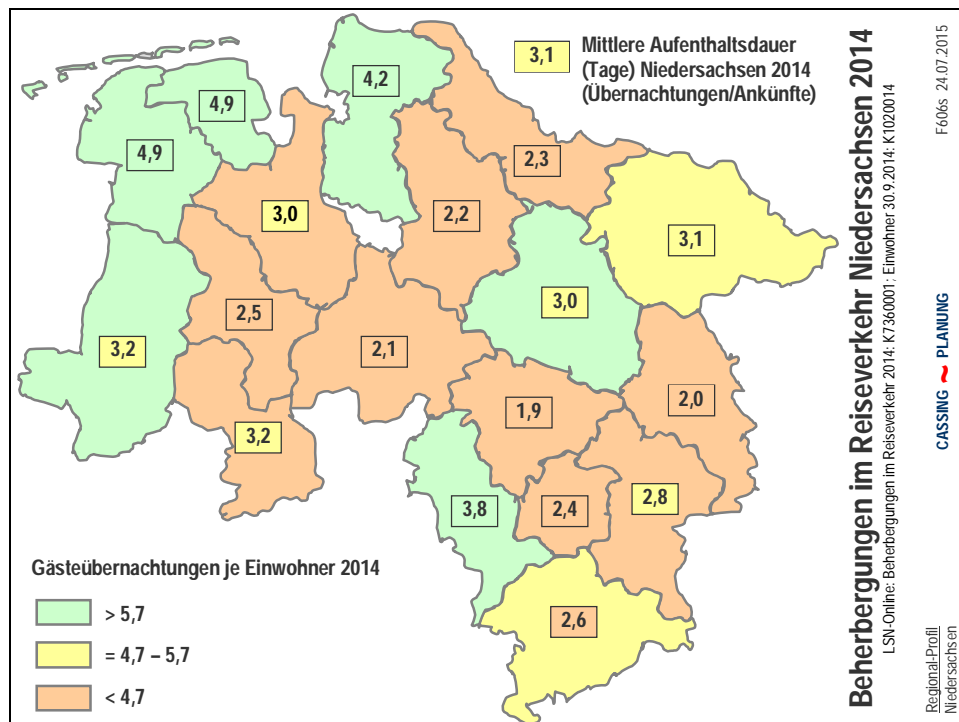 3,1
Mittlere Aufenthaltsdauer
(Tage) Niedersachsen 2014
(Übernachtungen/Ankünfte)
4,2
4,9
4,9
2,3
3,0
2,2
3,1
3,0
2,5
3,2
2,1
2,0
1,9
3,2
2,8
3,8
2,4
2,6
Gästeübernachtungen je Einwohner 2014
> 5,7
= 4,7 – 5,7
< 4,7
Beherbergungen im Reiseverkehr Niedersachsen 2014
LSN-Online: Beherbergungen im Reiseverkehr 2014: K7360001; Einwohner 30.9.2014: K1020014
F606s 24.07.2015
CASSING ~ PLANUNG
Regional-Profil
Niedersachsen